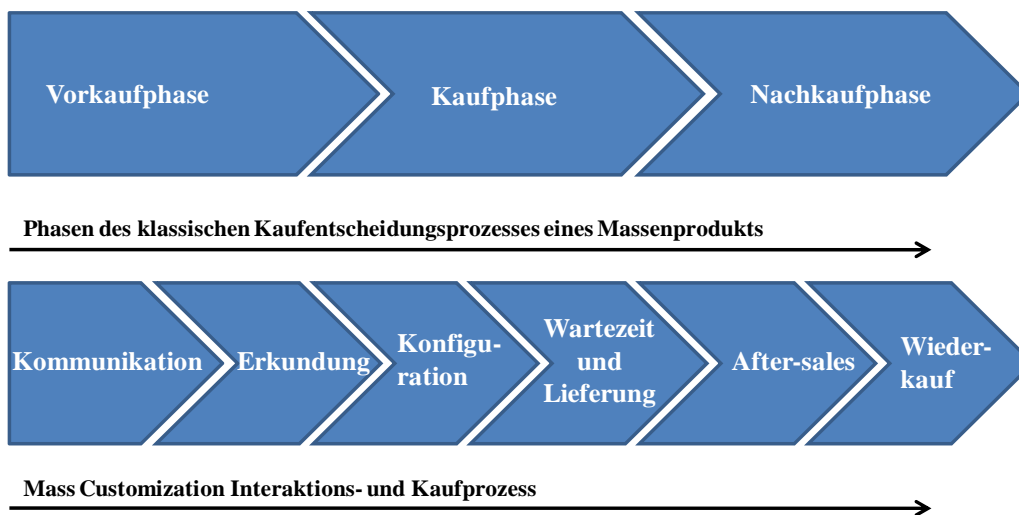 Vorkaufphase
Kaufphase
Nachkaufphase
Phasen des klassischen Kaufentscheidungsprozesses eines Massenprodukts
Kommunikation
Erkundung
Konfigu-
ration
Wartezeit
und
Lieferung
After-sales
Wieder-
kauf
Mass Customization Interaktions- und Kaufprozess